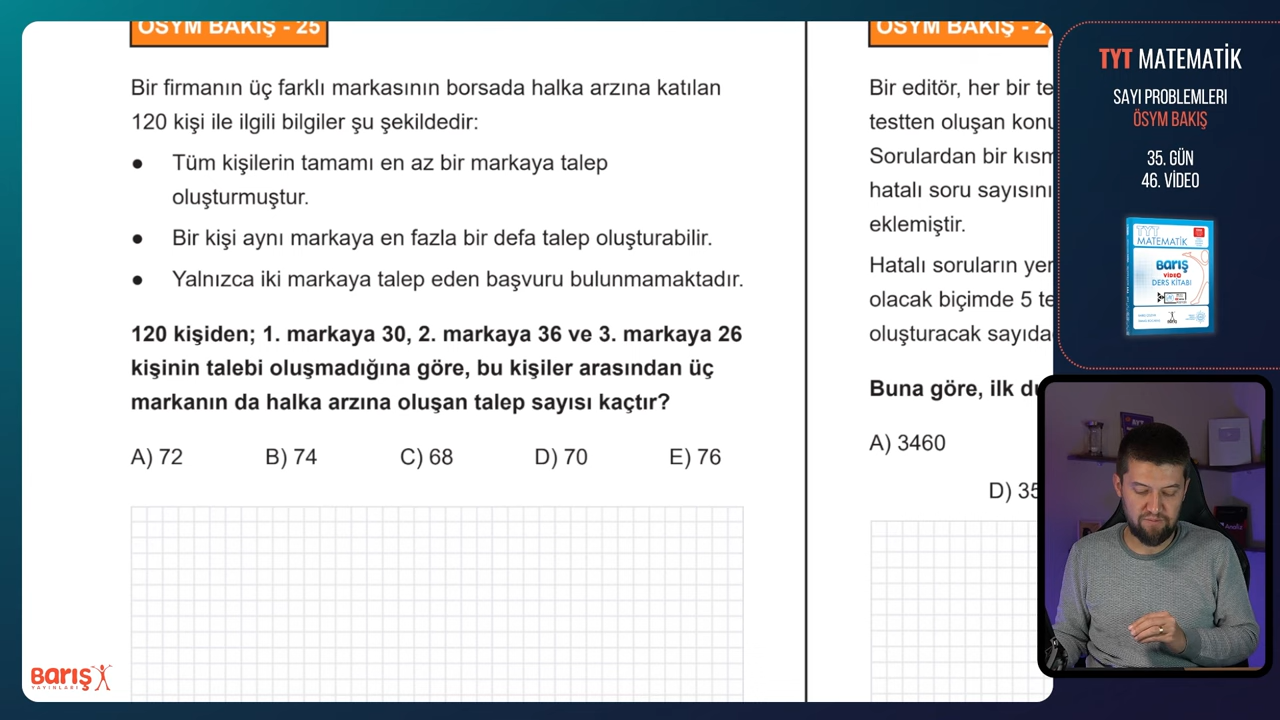 ÖSYM BAKIŞ - 25
Bir firmanın üç farklı markasının borsada halka arzına katılan
120 kişi ile ilgili bilgiler şu şekildedir:
● Tüm kişilerin tamamı en az bir markaya talep
oluşturmuştur.
● Bir kişi aynı markaya en fazla bir defa talep oluşturabilir.
● Yalnızca iki markaya talep eden başvuru bulunmamaktadır.
120 kişiden; 1. markaya 30, 2. markaya 36 ve 3. markaya 26
kişinin talebi oluşmadığına göre, bu kişiler arasından üç
markanın da halka arzına oluşan talep sayısı kaçtır?
A) 72 B) 74 C) 68 D) 70 E) 76
BARIŞ
YAYINLARI
ÖSYM BAKIŞ - 2
Bir editör, her bir te
testten oluşan konu
Sorulardan bir kısm
hatalı soru sayısını
eklemiştir.
Hatalı soruların yer
olacak biçimde 5 te
oluşturacak sayıda
Buna göre, ilk du
A) 3460
D) 35
TYT MATEMATİK
SAYI PROBLEMLERI
ÖSYM BAKIŞ
35. GÜN
46. VİDEO
TYT
MATEMATİK
BARIŞ
VİDEO
DERS KİTABI